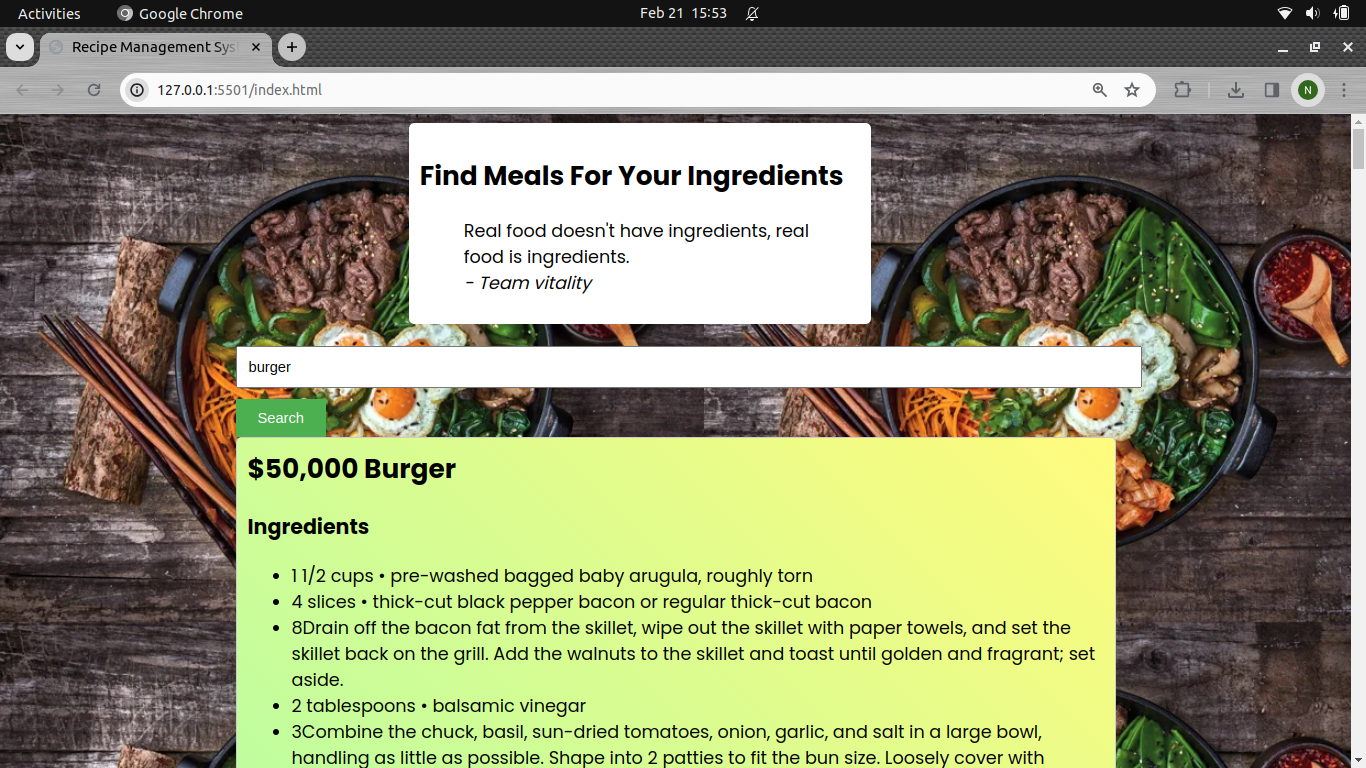 Activities
Google Chrome
Feb 21 15:53
Recipe Management Sys
127.0.0.1:5501/index.html
N
Find Meals For Your Ingredients
Real food doesn't have ingredients, real
food is ingredients.
- Team vitality
burger
Search
$50,000 Burger
Ingredients
• 1 1/2 cups • pre-washed bagged baby arugula, roughly torn
• 4 slices • thick-cut black pepper bacon or regular thick-cut bacon
• 8Drain off the bacon fat from the skillet, wipe out the skillet with paper towels, and set the
skillet back on the grill. Add the walnuts to the skillet and toast until golden and fragrant; set
aside.
• 2 tablespoons • balsamic vinegar
• 3Combine the chuck, basil, sun-dried tomatoes, onion, garlic, and salt in a large bowl,
handling as little as possible. Shape into 2 patties to fit the bun size. Loosely cover with